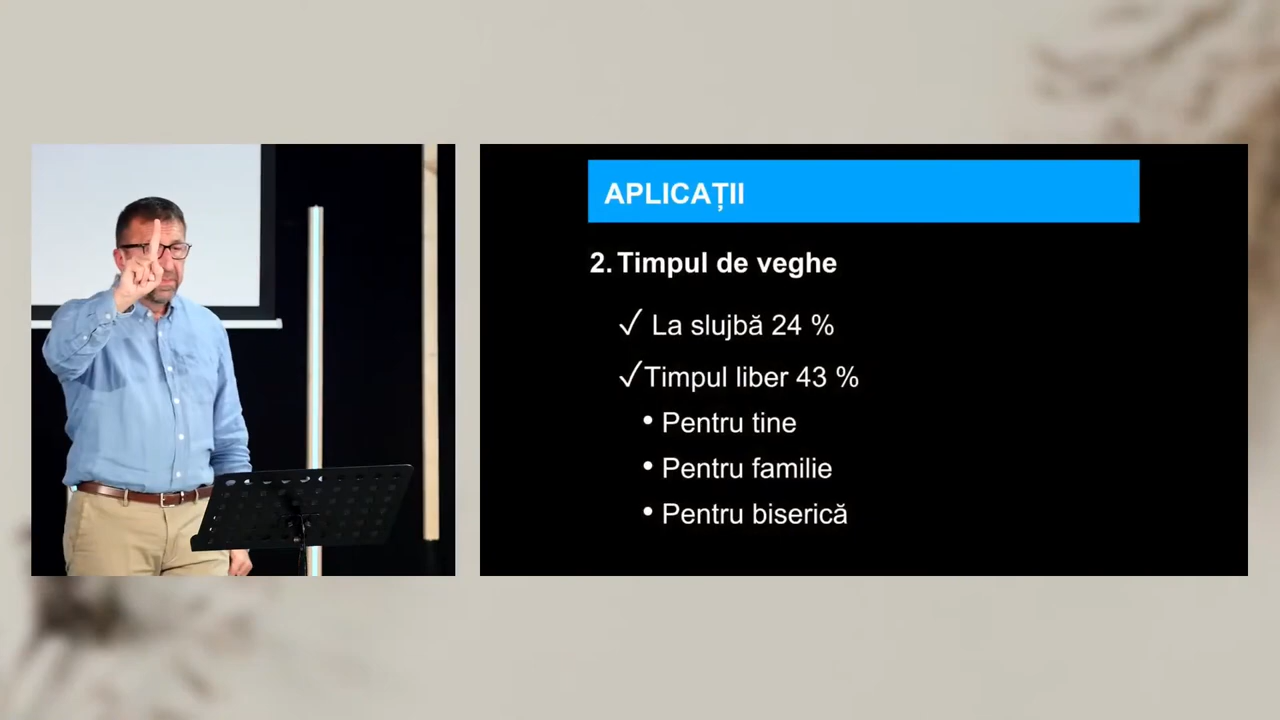 APLICAȚII
2. Timpul de veghe
✓ La slujbă 24 %
✓Timpul liber 43 %
• Pentru tine
• Pentru familie
• Pentru biserică